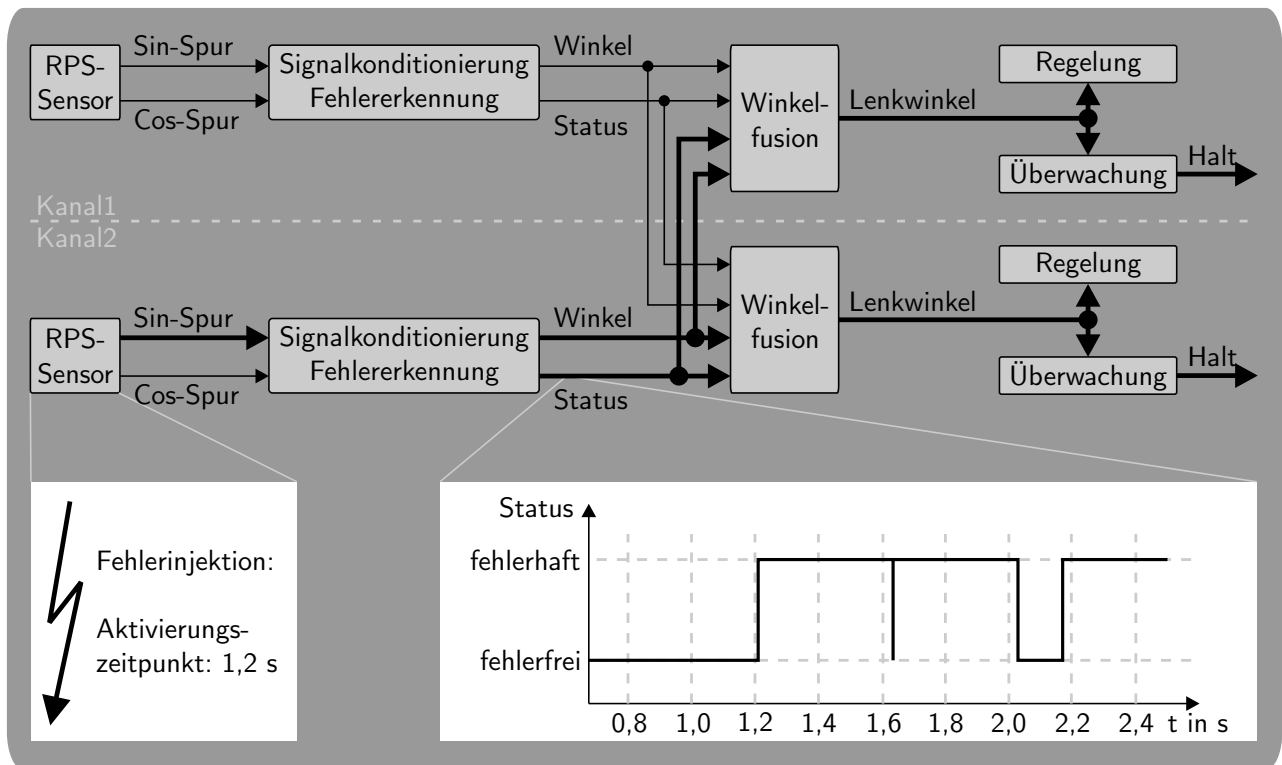 RPS-
Sensor
Sin-Spur
Cos-Spur
Signalkonditionierung
Fehlererkennung
Winkel
Status
Winkel-
fusion
Lenkwinkel
Regelung
Überwachung
Halt
Kanal1
Kanal2
RPS-
Sensor
Sin-Spur
Cos-Spur
Signalkonditionierung
Fehlererkennung
Winkel
Status
Winkel-
fusion
Lenkwinkel
Regelung
Überwachung
Halt
Fehlerinjektion:
Aktivierungs-
zeitpunkt: 1,2 s
Status
fehlerhaft
fehlerfrei
0,8 1,0 1,2 1,4 1,6 1,8 2,0 2,2 2,4 t in s